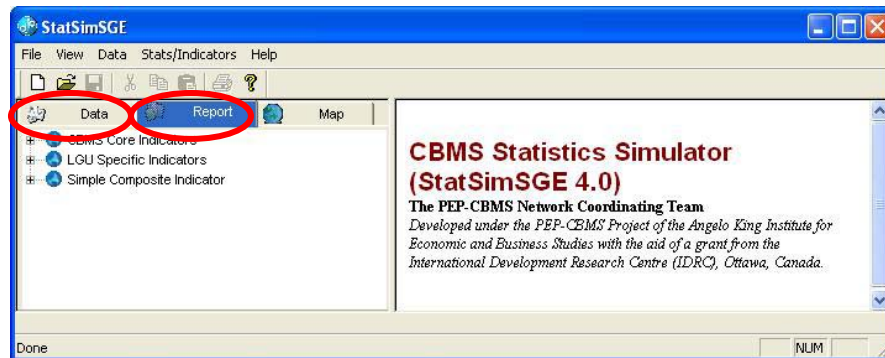 StatSimSGE
File View Data Stats/Indicators Help
Data Report Map
CBMS Core Indicators
LGU Specific Indicators
Simple Composite Indicator
CBMS Statistics Simulator
(StatSimSGE 4.0)
The PEP-CBMS Network Coordinating Team
Developed under the PEP-CBMS Project of the Angelo King Institute for
Economic and Business Studies with the aid of a grant from the
International Development Research Centre (IDRC), Ottawa, Canada.
Done NUM